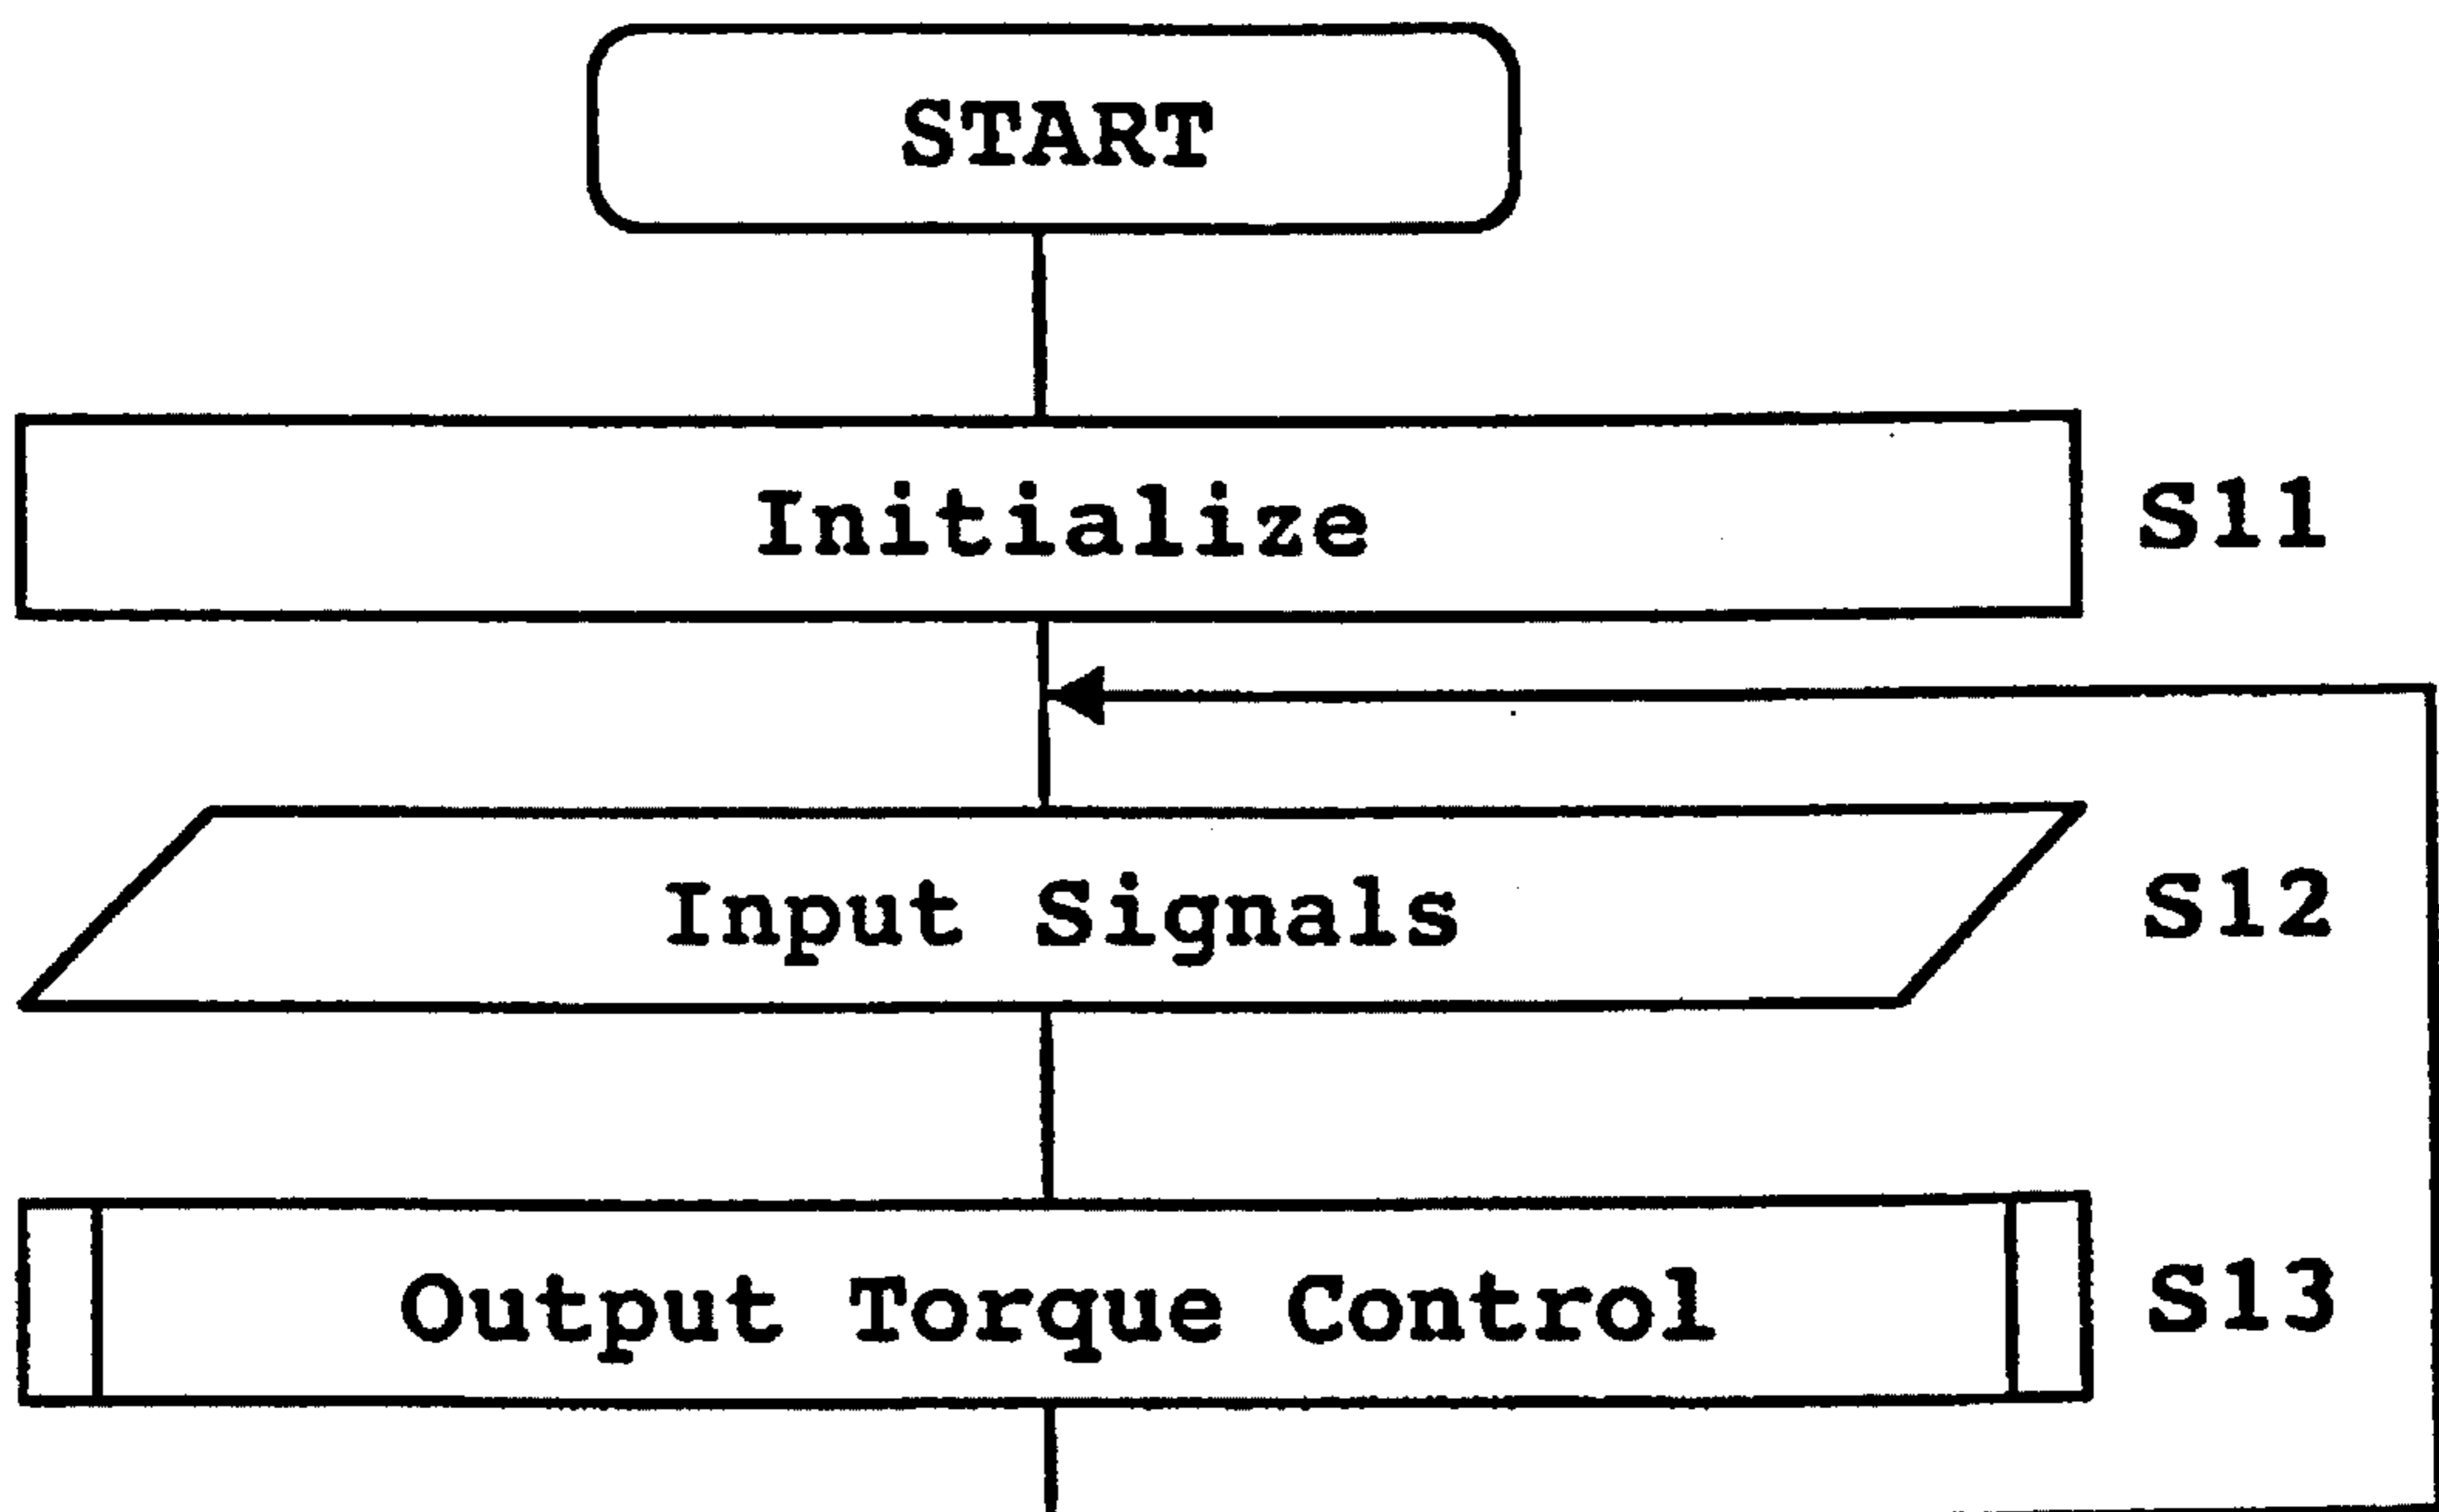 START
Initialize S11
Input Signals S12
Output Torque Control S13